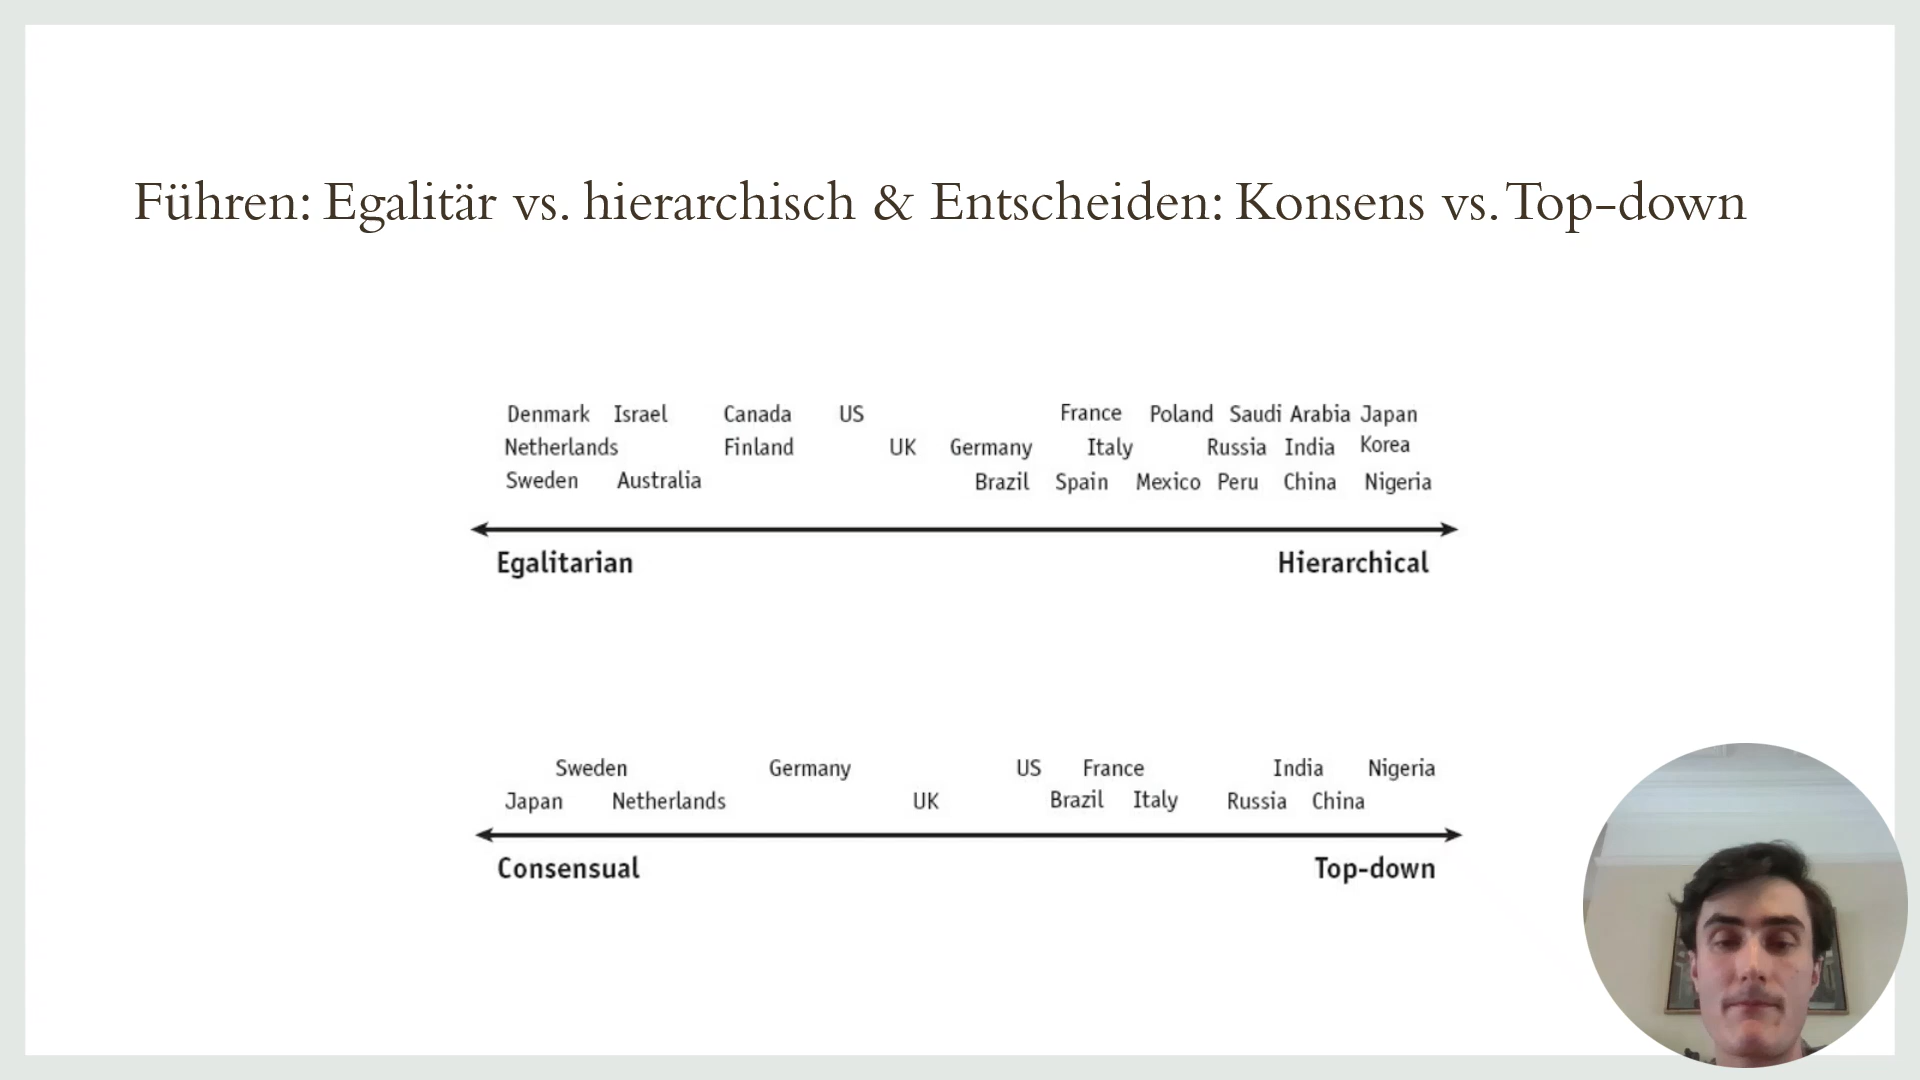 Führen: Egalitär vs. hierarchisch & Entscheiden: Konsens vs. Top-down
Denmark Israel Canada US France Poland Saudi Arabia Japan
Netherlands Finland UK Germany Italy Russia India Korea
Sweden Australia Brazil Spain Mexico Peru China Nigeria
Egalitarian Hierarchical
Sweden Germany US France India Nigeria
Japan Netherlands UK Brazil Italy Russia China
Consensual Top-down